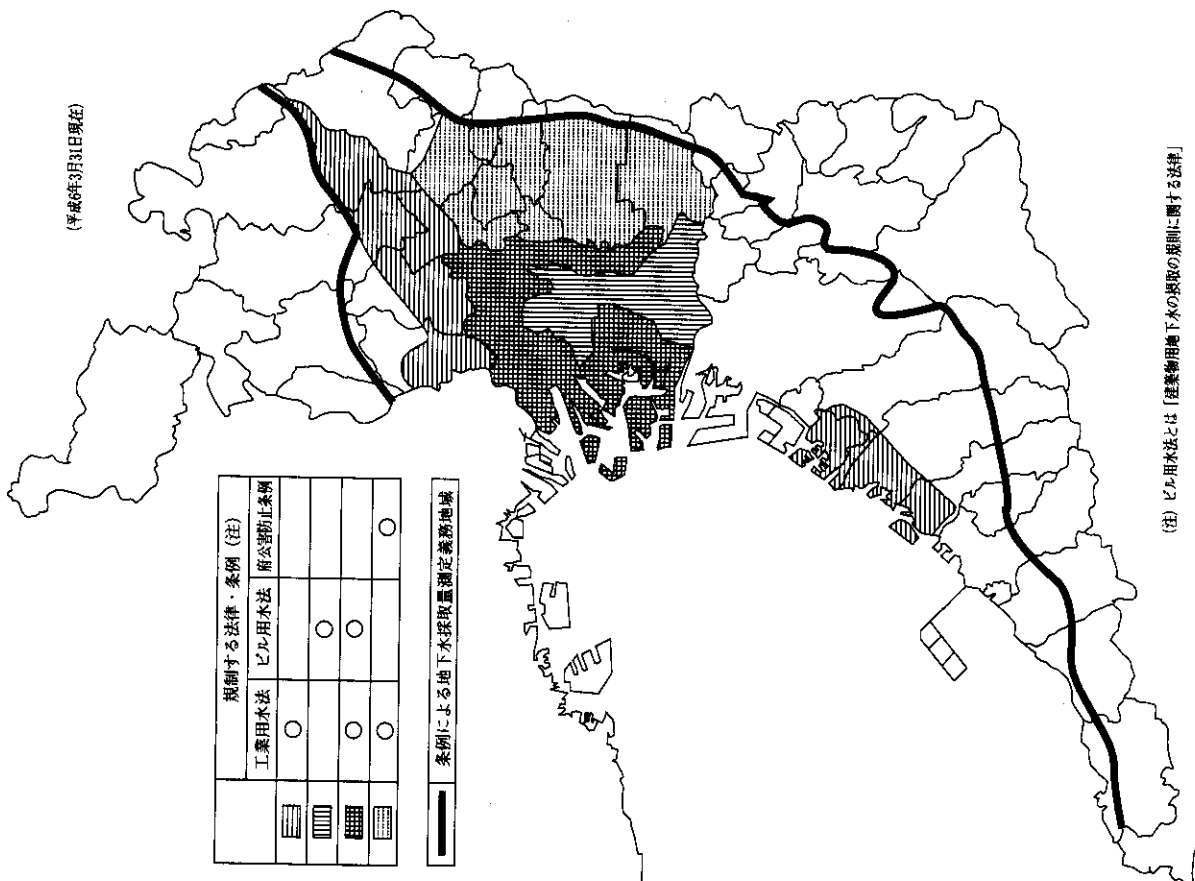 (平成6年3月31日現在)
規制する法律・条例 (注)
工業用水法 ビル用水法 府公害防止条例
○
○
○ ○
○ ○
条例による地下水採取量測定義務地域
(注) ビル用水法とは「建築物用地下水の採取の規則に関する法律」